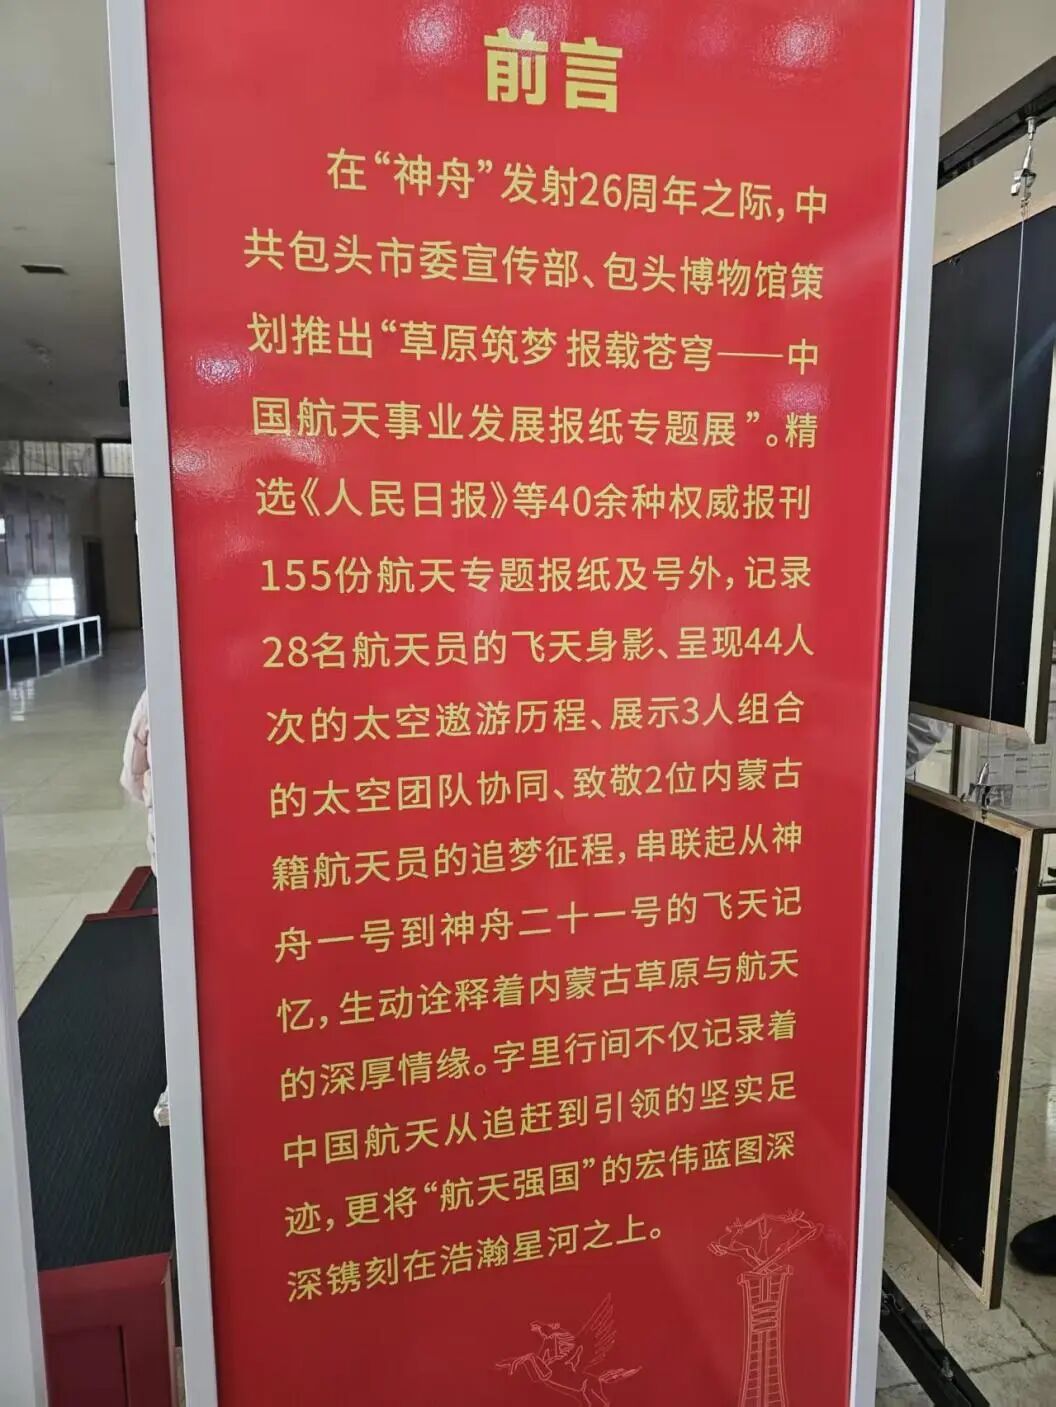 前言
在“神舟”发射26周年之际,中
共包头市委宣传部、包头博物馆策
划推出“草原筑梦 报载苍穹——中
国航天事业发展报纸专题展”。精
选《人民日报》等40余种权威报刊
155份航天专题报纸及号外,记录
28名航天员的飞天身影、呈现44人
次的太空遨游历程、展示3人组合
的太空团队协同、致敬2位内蒙古
籍航天员的追梦征程,串联起从神
舟一号到神舟二十一号的飞天记
忆,生动诠释着内蒙古草原与航天
的深厚情缘。字里行间不仅记录着
中国航天从追赶到引领的坚实足
迹,更将“航天强国”的宏伟蓝图深
深镌刻在浩瀚星河之上。